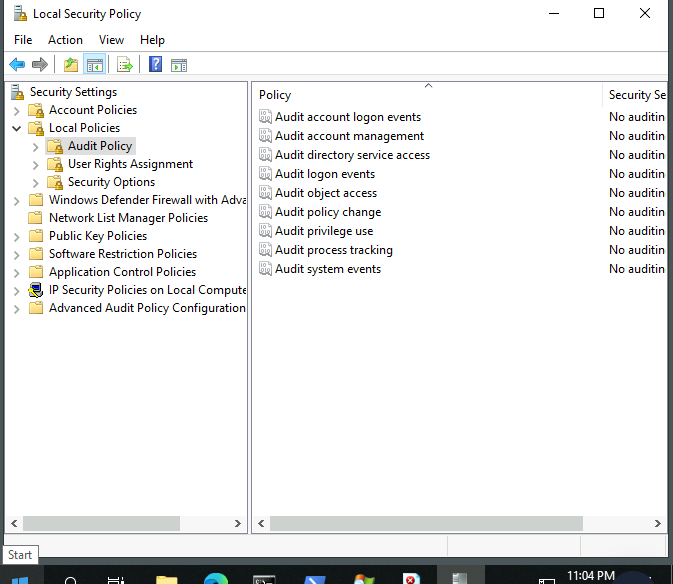 Local Security Policy
File Action View Help
Security Settings
Account Policies
Local Policies
Audit Policy
User Rights Assignment
Security Options
Windows Defender Firewall with Adva
Network List Manager Policies
Public Key Policies
Software Restriction Policies
Application Control Policies
IP Security Policies on Local Compute
Advanced Audit Policy Configuration
Policy Security Se
Audit account logon events No auditin
Audit account management No auditin
Audit directory service access No auditin
Audit logon events No auditin
Audit object access No auditin
Audit policy change No auditin
Audit privilege use No auditin
Audit process tracking No auditin
Audit system events No auditin
Start
11:04 PM